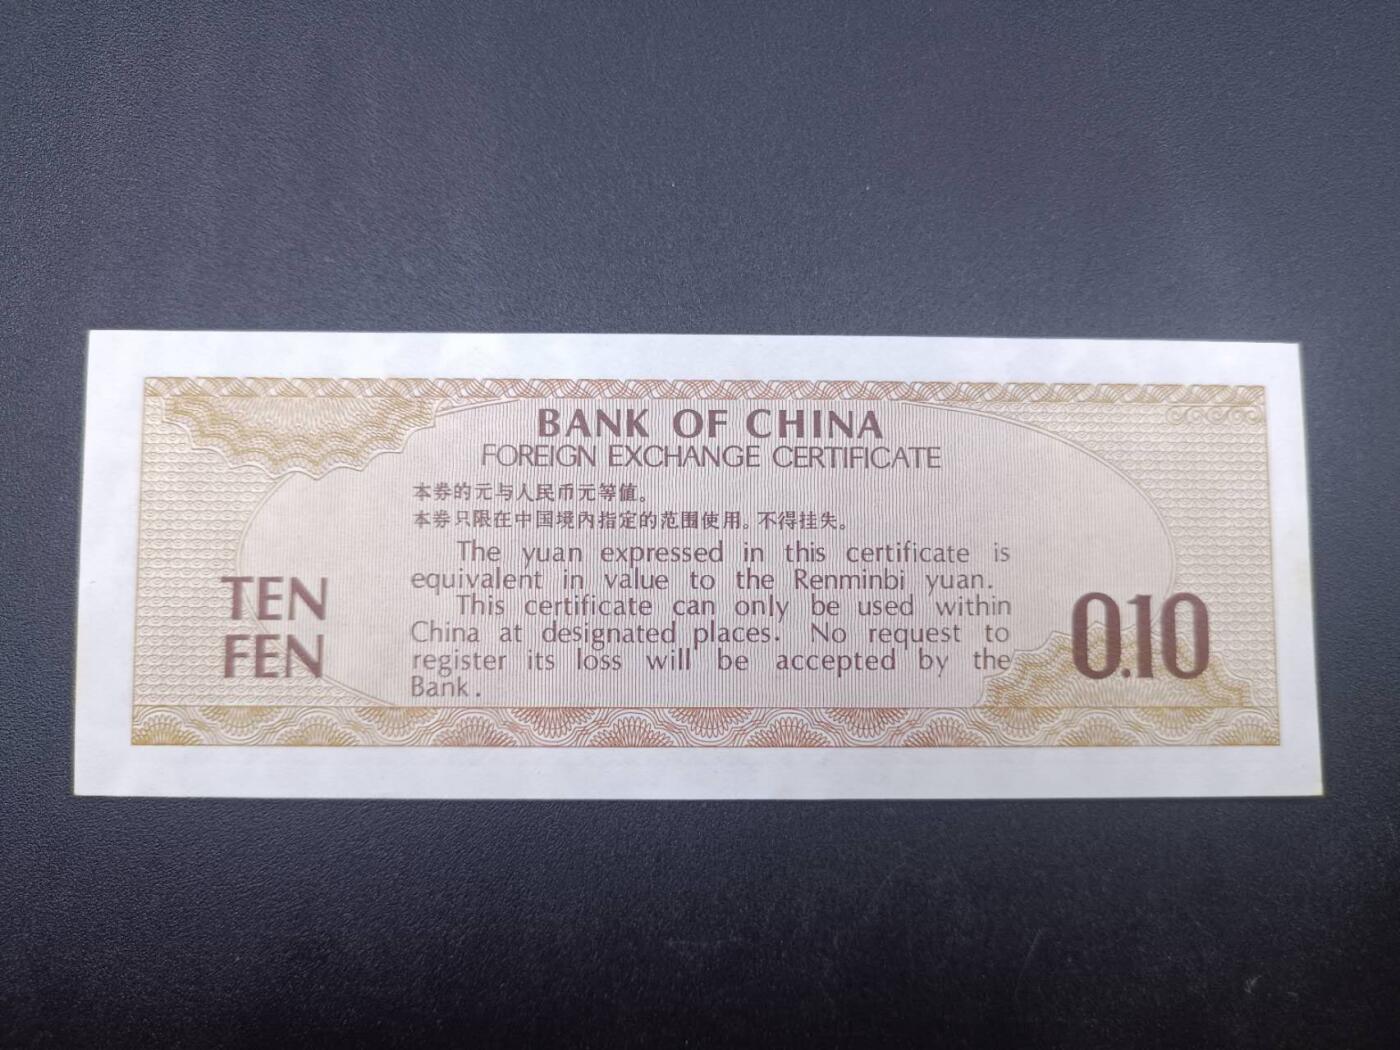 BANK OF CHINA
FOREIGN EXCHANGE CERTIFICATE
本券的元与人民币元等值。
本券只限在中国境内指定的范围使用。不得挂失。
The yuan expressed in this certificate is
equivalent in value to the Renminbi yuan.
This certificate can only be used within
China at designated places. No request to
register its loss will be accepted by the
Bank.
TEN
FEN
0.10